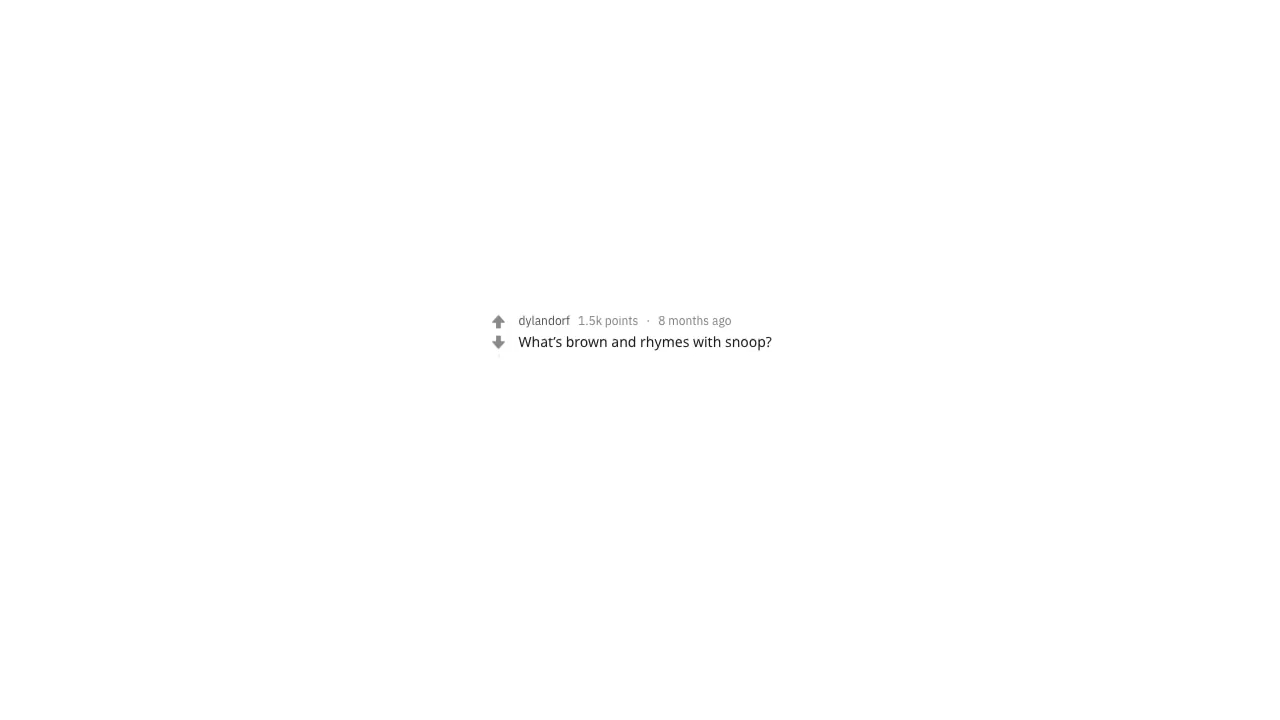 dylandorf 1.5k points · 8 months ago
What’s brown and rhymes with snoop?